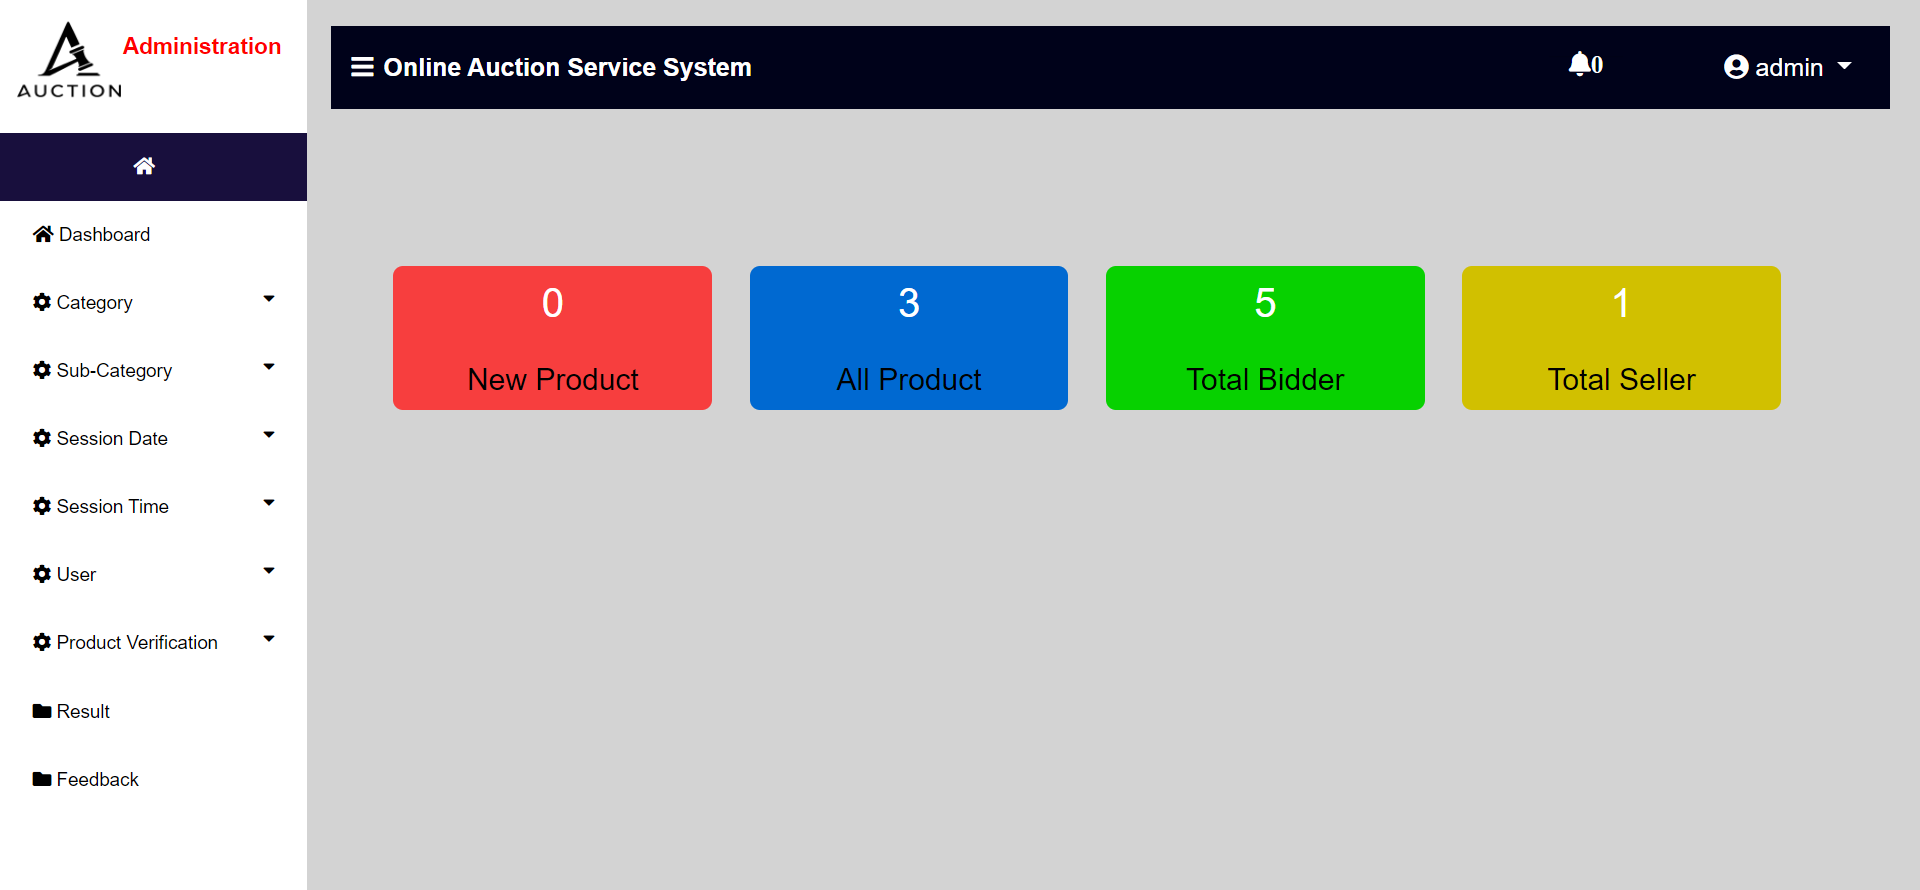 Administration
AUCTION
Dashboard
Category
Sub-Category
Session Date
Session Time
User
Product Verification
Result
Feedback
Online Auction Service System
0
admin
0
New Product
3
All Product
5
Total Bidder
1
Total Seller